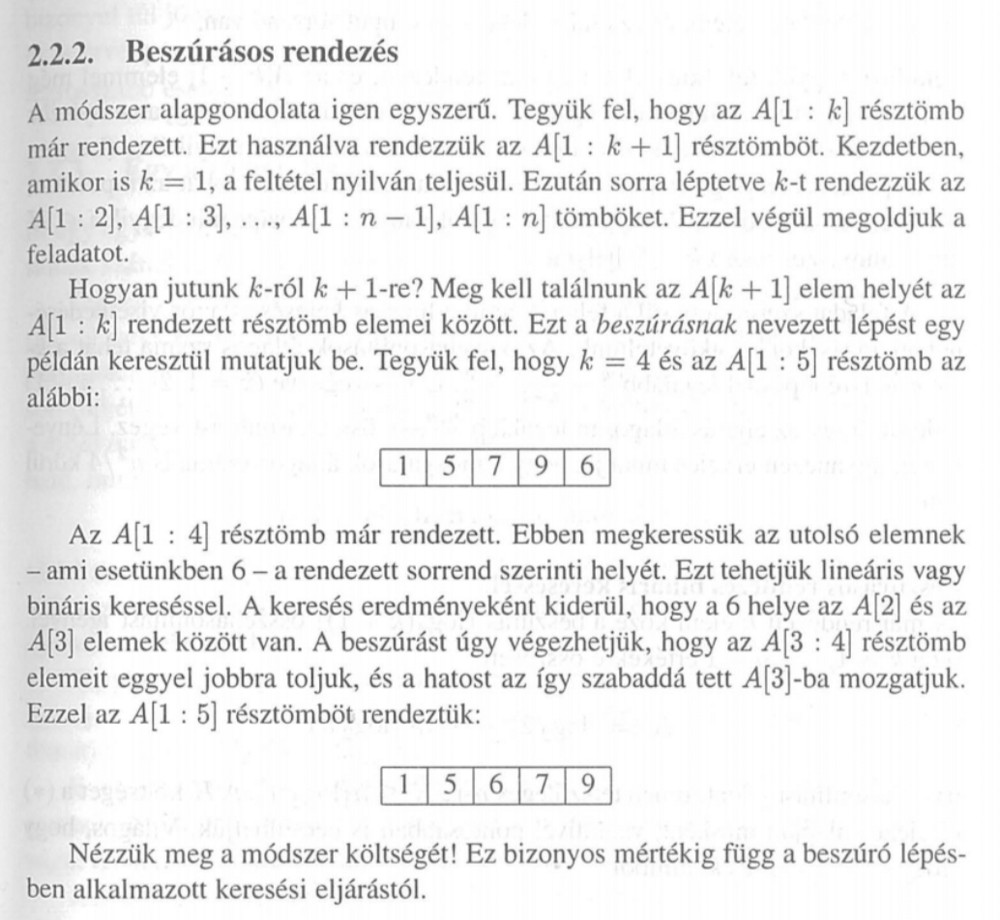 2.2.2. Beszúrásos rendezés
A módszer alapgondolata igen egyszerű. Tegyük fel, hogy az A[1 : k] résztömb
már rendezett. Ezt használva rendezzük az A[1 : k + 1] résztömböt. Kezdetben,
amikor is k = 1, a feltétel nyilván teljesül. Ezután sorra léptetve k-t rendezzük az
A[1 : 2], A[1 : 3], ..., A[1 : n − 1], A[1 : n] tömböket. Ezzel végül megoldjuk a
feladatot.
Hogyan jutunk k-ról k + 1-re? Meg kell találnunk az A[k + 1] elem helyét az
A[1 : k] rendezett résztömb elemei között. Ezt a beszúrásnak nevezett lépést egy
példán keresztül mutatjuk be. Tegyük fel, hogy k = 4 és az A[1 : 5] résztömb az
alábbi:
1 5 7 9 6
Az A[1 : 4] résztömb már rendezett. Ebben megkeressük az utolsó elemnek
– ami esetünkben 6 – a rendezett sorrend szerinti helyét. Ezt tehetjük lineáris vagy
bináris kereséssel. A keresés eredményeként kiderül, hogy a 6 helye az A[2] és az
A[3] elemek között van. A beszúrást úgy végezhetjük, hogy az A[3 : 4] résztömb
elemeit eggyel jobbra toljuk, és a hatost az így szabaddá tett A[3]-ba mozgatjuk.
Ezzel az A[1 : 5] résztömböt rendeztük:
1 5 6 7 9
Nézzük meg a módszer költségét! Ez bizonyos mértékig függ a beszúró lépés-
ben alkalmazott keresési eljárástól.